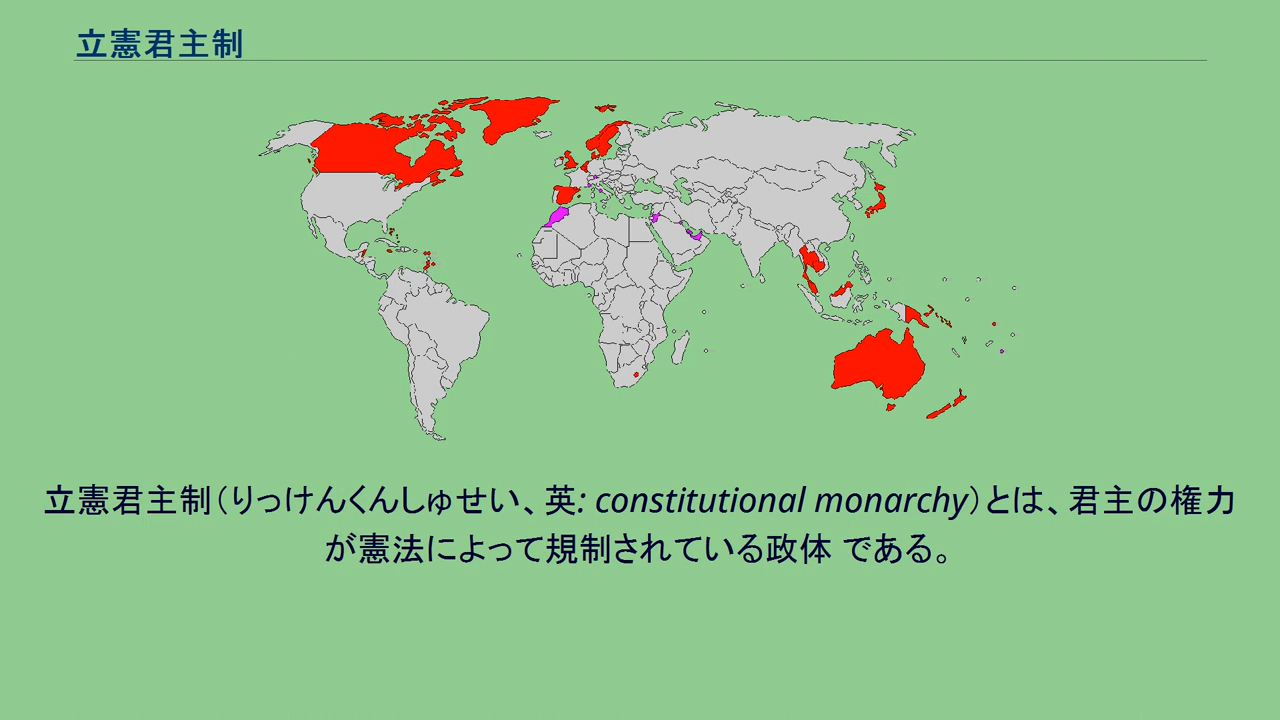 立憲君主制
立憲君主制（りっけんくんしゅせい、英: constitutional monarchy）とは、君主の権力
が憲法によって規制されている政体 である。